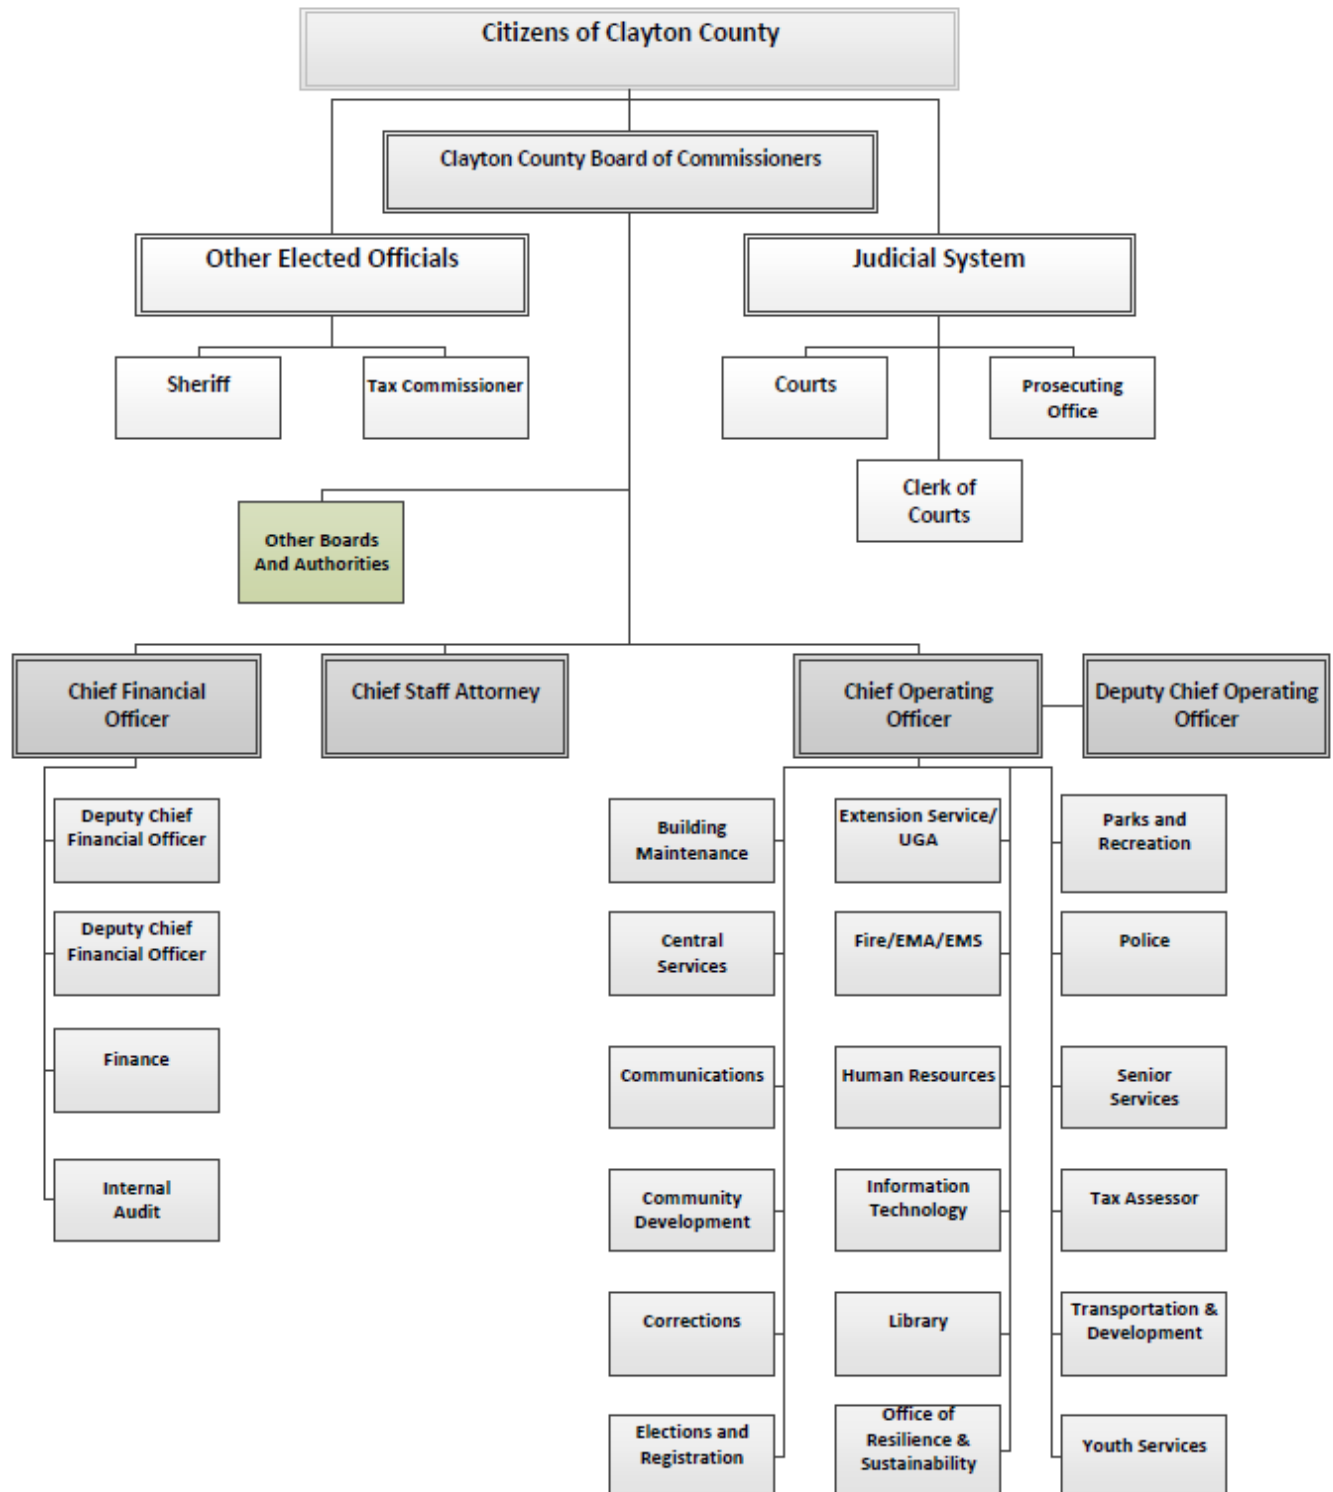 Citizens of Clayton County
Clayton County Board of Commissioners
Other Elected Officials
Judicial System
Sheriff
Tax Commissioner
Courts
Prosecuting
Office
Clerk of
Courts
Other Boards
And Authorities
Chief Financial
Officer
Chief Staff Attorney
Chief Operating
Officer
Deputy Chief Operating
Officer
Deputy Chief
Financial Officer
Deputy Chief
Financial Officer
Finance
Internal
Audit
Building
Maintenance
Central
Services
Communications
Community
Development
Corrections
Elections and
Registration
Extension Service/
UGA
Fire/EMA/EMS
Human Resources
Information
Technology
Library
Office of
Resilience &
Sustainability
Parks and
Recreation
Police
Senior
Services
Tax Assessor
Transportation &
Development
Youth Services